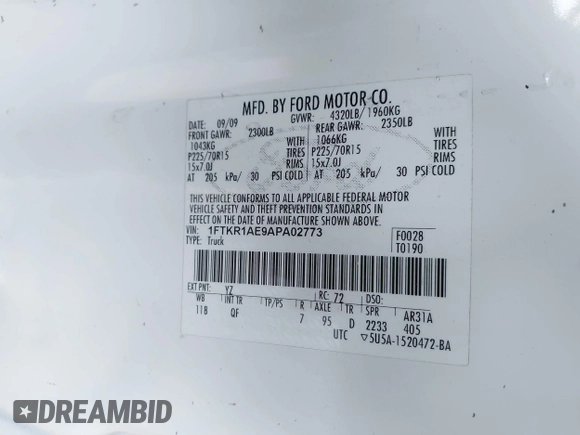 MFD. BY FORD MOTOR CO.
DATE: 09/09 GVWR: 4320LB/ 1960KG
FRONT GAWR: 2300LB REAR GAWR: 2350LB
1043KG WITH 1066KG WITH
P225/70R15 TIRES P225/70R15 TIRES
15x7.0J RIMS 15x7.0J RIMS
AT 205 kPa/ 30 PSI COLD AT 205 kPa/ 30 PSI COLD
THIS VEHICLE CONFORMS TO ALL APPLICABLE FEDERAL MOTOR
VEHICLE SAFETY AND THEFT PREVENTION STANDARDS IN
EFFECT ON THE DATE OF MANUFACTURE SHOWN ABOVE.
VIN: 1FTKR1AE9APA02773 F0028
TYPE: Truck T0190
EXT PNT: YZ RC: 72 DSO:
WB INT TR TP/PS R AXLE TR SPR AR31A
118 QF 7 95 D 2233 405
UTC ▽5U5A-1520472-BA
DREAMBID